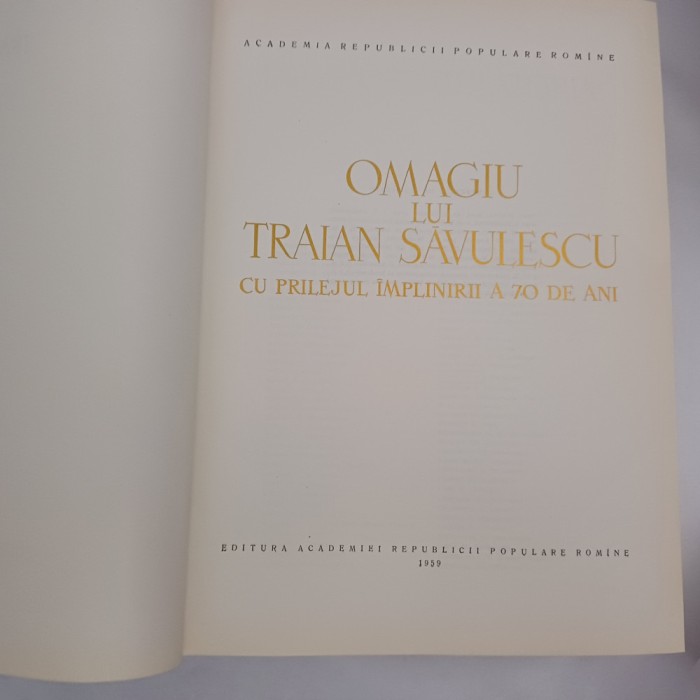 ACADEMIA REPUBLICII POPULARE ROMÎNE
OMAGIU
LUI
TRAIAN SĂVULESCU
CU PRILEJUL ÎMPLINIRII A 70 DE ANI
EDITURA ACADEMIEI REPUBLICII POPULARE ROMÎNE
1959